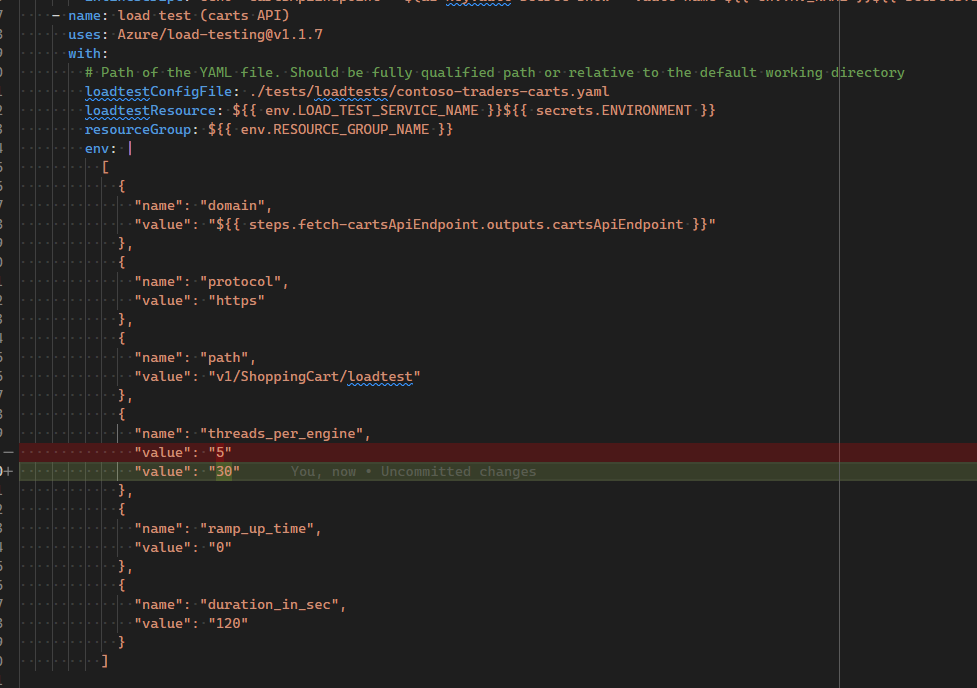 - name: load test (carts API)
uses: Azure/load-testing@v1.1.7
with:
# Path of the YAML file. Should be fully qualified path or relative to the default working directory
loadtestConfigFile: ./tests/loadtests/contoso-traders-carts.yaml
loadtestResource: ${{ env.LOAD_TEST_SERVICE_NAME }}${{ secrets.ENVIRONMENT }}
resourceGroup: ${{ env.RESOURCE_GROUP_NAME }}
env: |
[
{
"name": "domain",
"value": "${{ steps.fetch-cartsApiEndpoint.outputs.cartsApiEndpoint }}"
},
{
"name": "protocol",
"value": "https"
},
{
"name": "path",
"value": "v1/ShoppingCart/loadtest"
},
{
"name": "threads_per_engine",
"value": "5"
"value": "30" You, now • Uncommitted changes
},
{
"name": "ramp_up_time",
"value": "0"
},
{
"name": "duration_in_sec",
"value": "120"
}
]